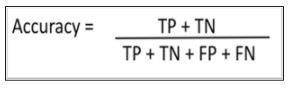 Accuracy = TP + TN
TP + TN + FP + FN